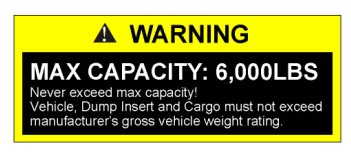 WARNING
MAX CAPACITY: 6,000LBS
Never exceed max capacity!
Vehicle, Dump Insert and Cargo must not exceed
manufacturer's gross vehicle weight rating.